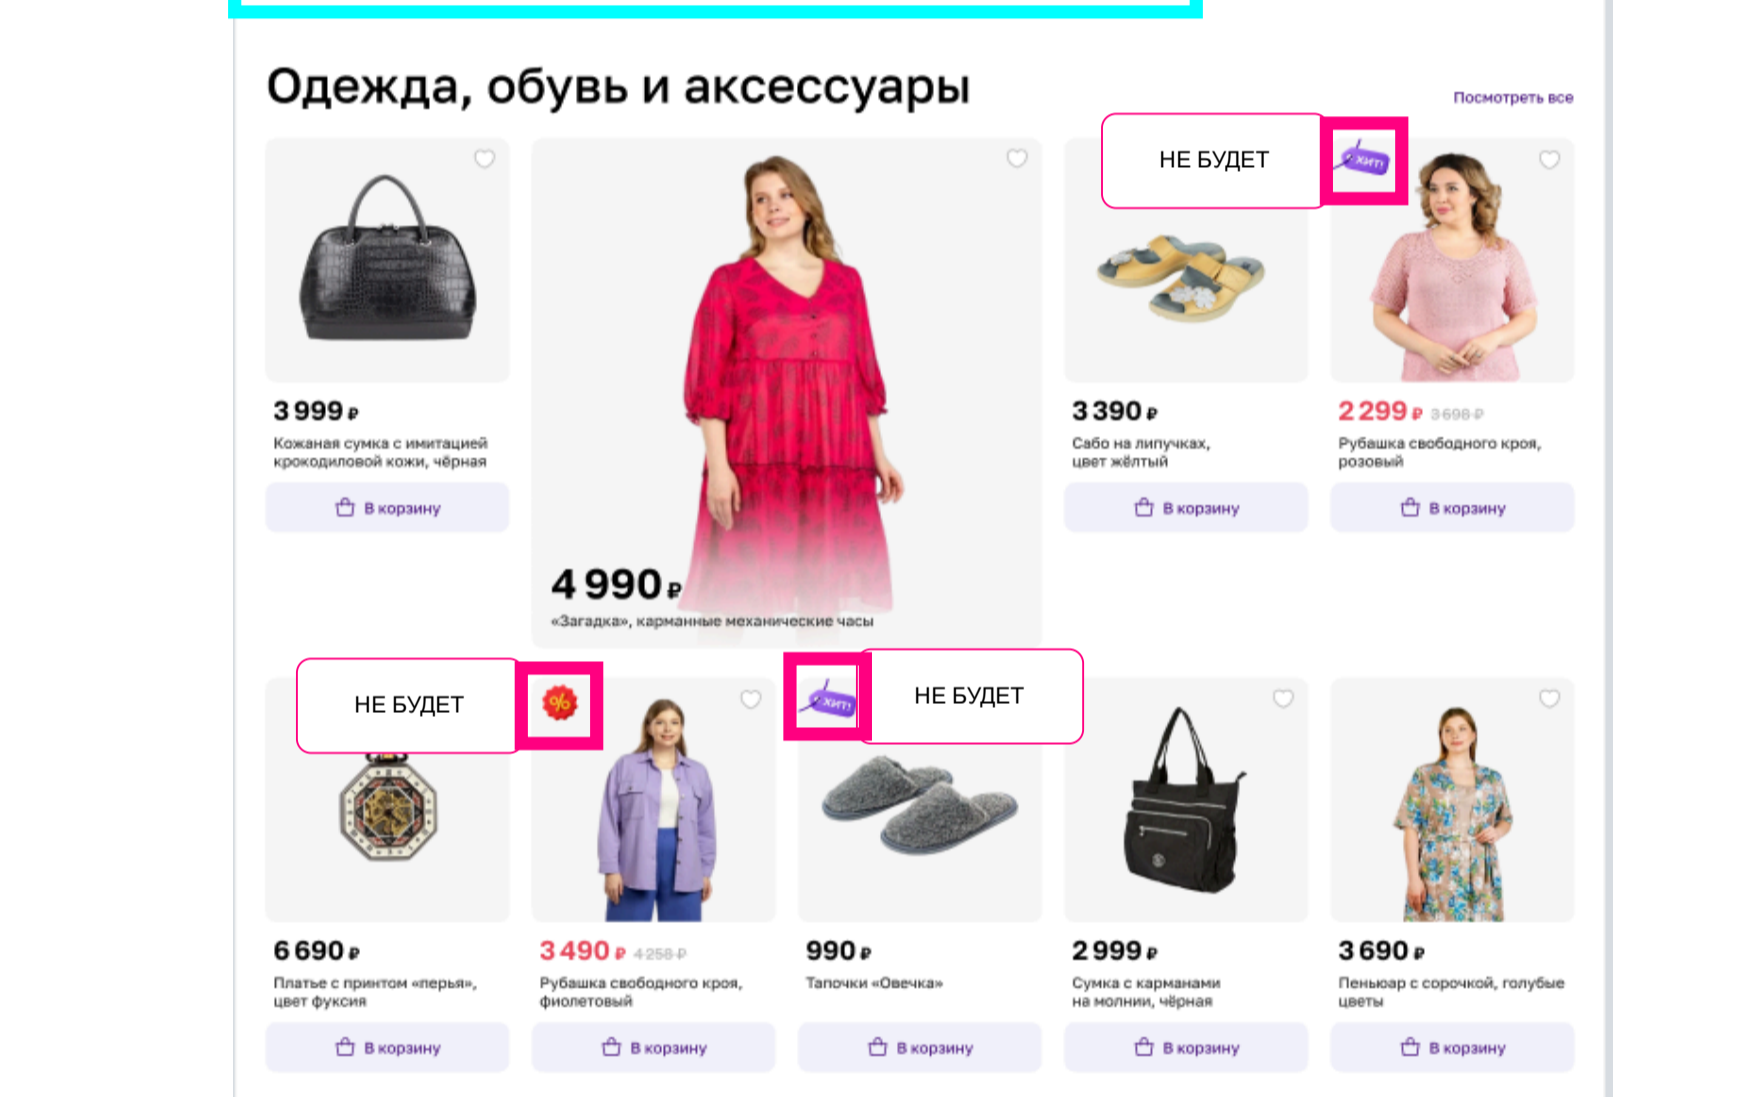 Одежда, обувь и аксессуары
Посмотреть все
НЕ БУДЕТ
ХИТ!
3 999 ₽
Кожаная сумка с имитацией
крокодиловой кожи, чёрная
В корзину
4 990 ₽
«Загадка», карманные механические часы
3 390 ₽
Сабо на липучках,
цвет жёлтый
В корзину
2 299 ₽ 3 698 ₽
Рубашка свободного кроя,
розовый
В корзину
НЕ БУДЕТ
%
ХИТ!
НЕ БУДЕТ
6 690 ₽
Платье с принтом «перья»,
цвет фуксия
В корзину
3 490 ₽ 4 258 ₽
Рубашка свободного кроя,
фиолетовый
В корзину
990 ₽
Тапочки «Овечка»
В корзину
2 999 ₽
Сумка с карманами
на молнии, чёрная
В корзину
3 690 ₽
Пеньюар с сорочкой, голубые
цветы
В корзину